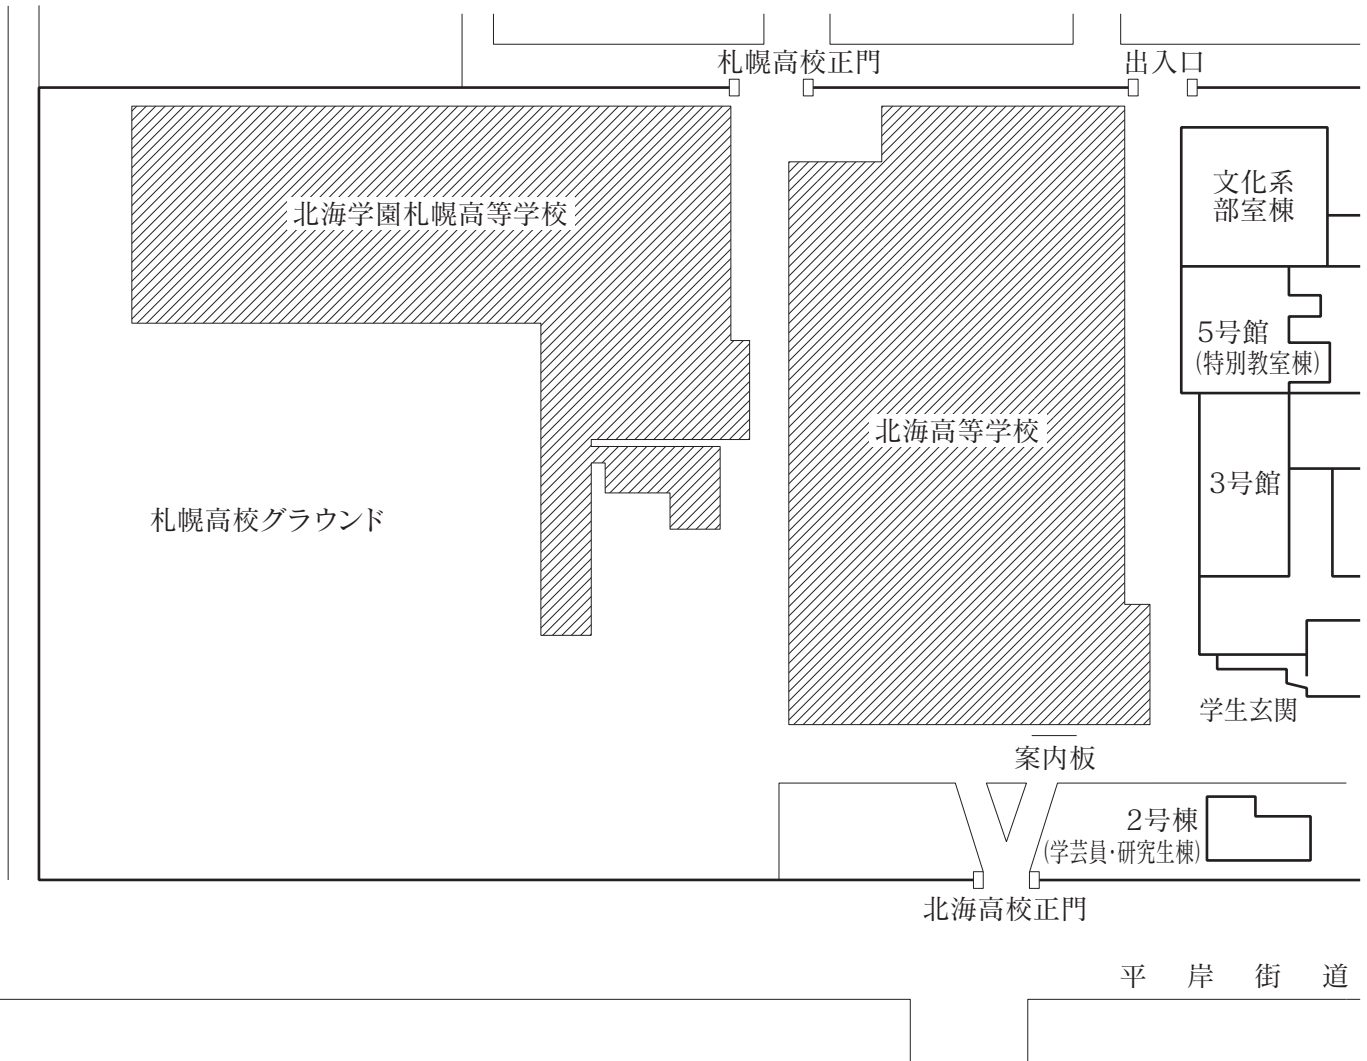 札幌高校正門
出入口
文化系
部室棟
北海学園札幌高等学校
5号館
(特別教室棟)
北海高等学校
3号館
札幌高校グラウンド
学生玄関
案内板
2号棟
(学芸員・研究生棟)
北海高校正門
平岸街道